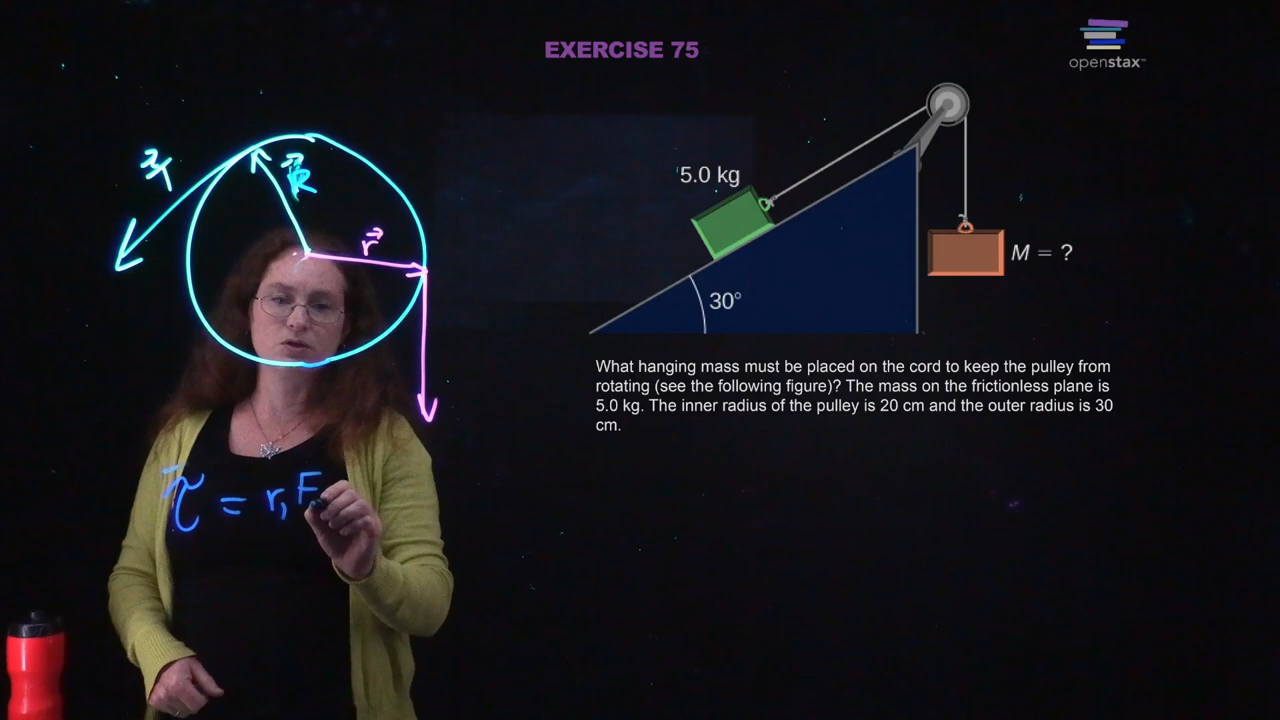 EXERCISE 75
openstax™
5.0 kg
M = ?
30°
What hanging mass must be placed on the cord to keep the pulley from
rotating (see the following figure)? The mass on the frictionless plane is
5.0 kg. The inner radius of the pulley is 20 cm and the outer radius is 30
cm.
R
r
τ = r, F